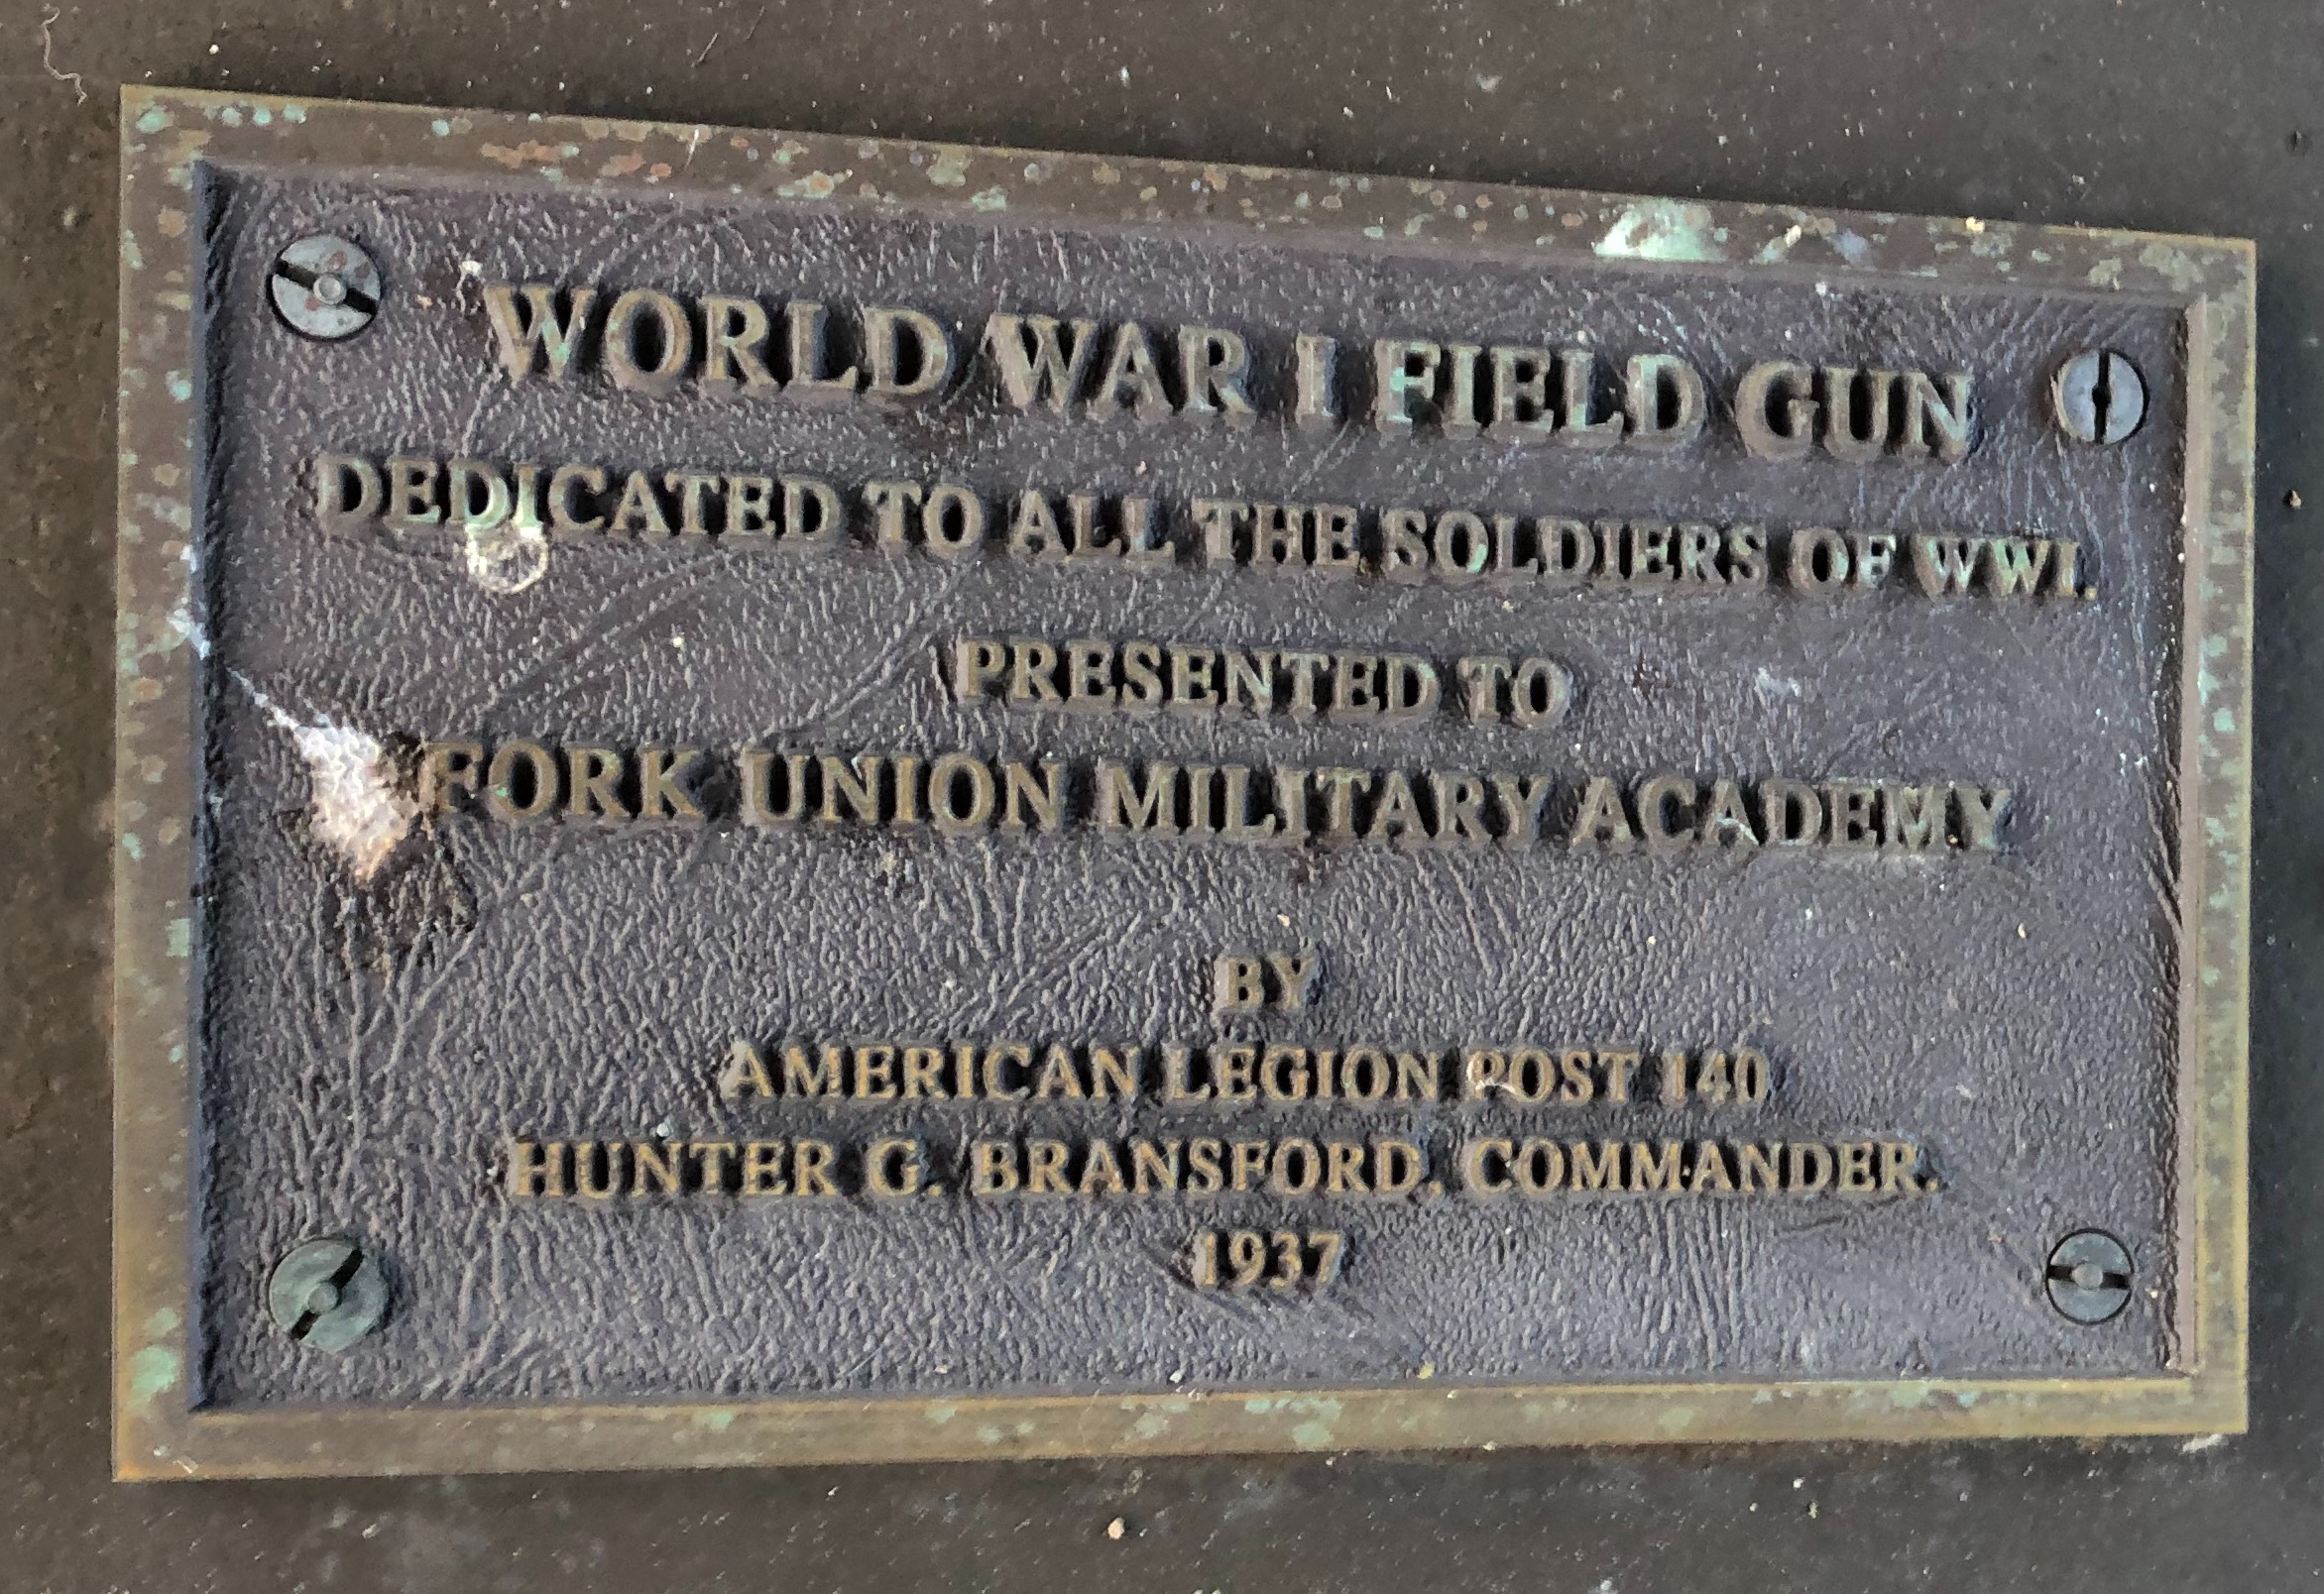 WORLD WAR I FIELD GUN
DEDICATED TO ALL THE SOLDIERS OF WWI.
PRESENTED TO
FORK UNION MILITARY ACADEMY
BY
AMERICAN LEGION POST 140
HUNTER G. BRANSFORD, COMMANDER.
1937